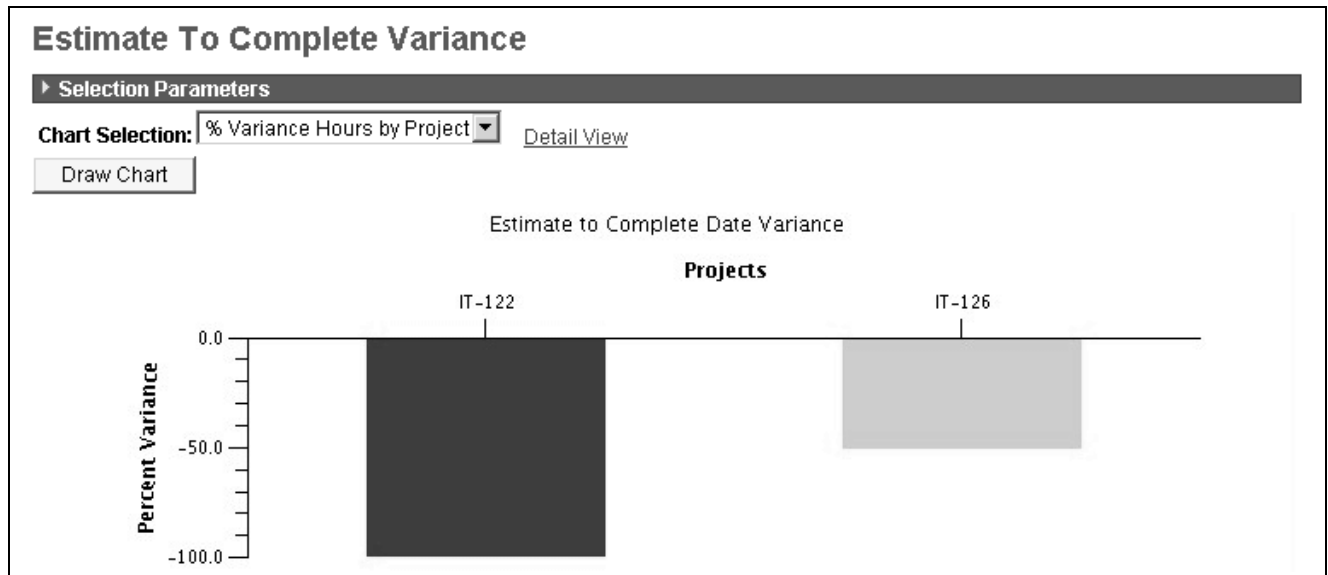 Estimate To Complete Variance
Selection Parameters
Chart Selection: % Variance Hours by Project Detail View
Draw Chart
Estimate to Complete Date Variance
Projects
IT-122 IT-126
0.0
Percent Variance
-50.0
-100.0